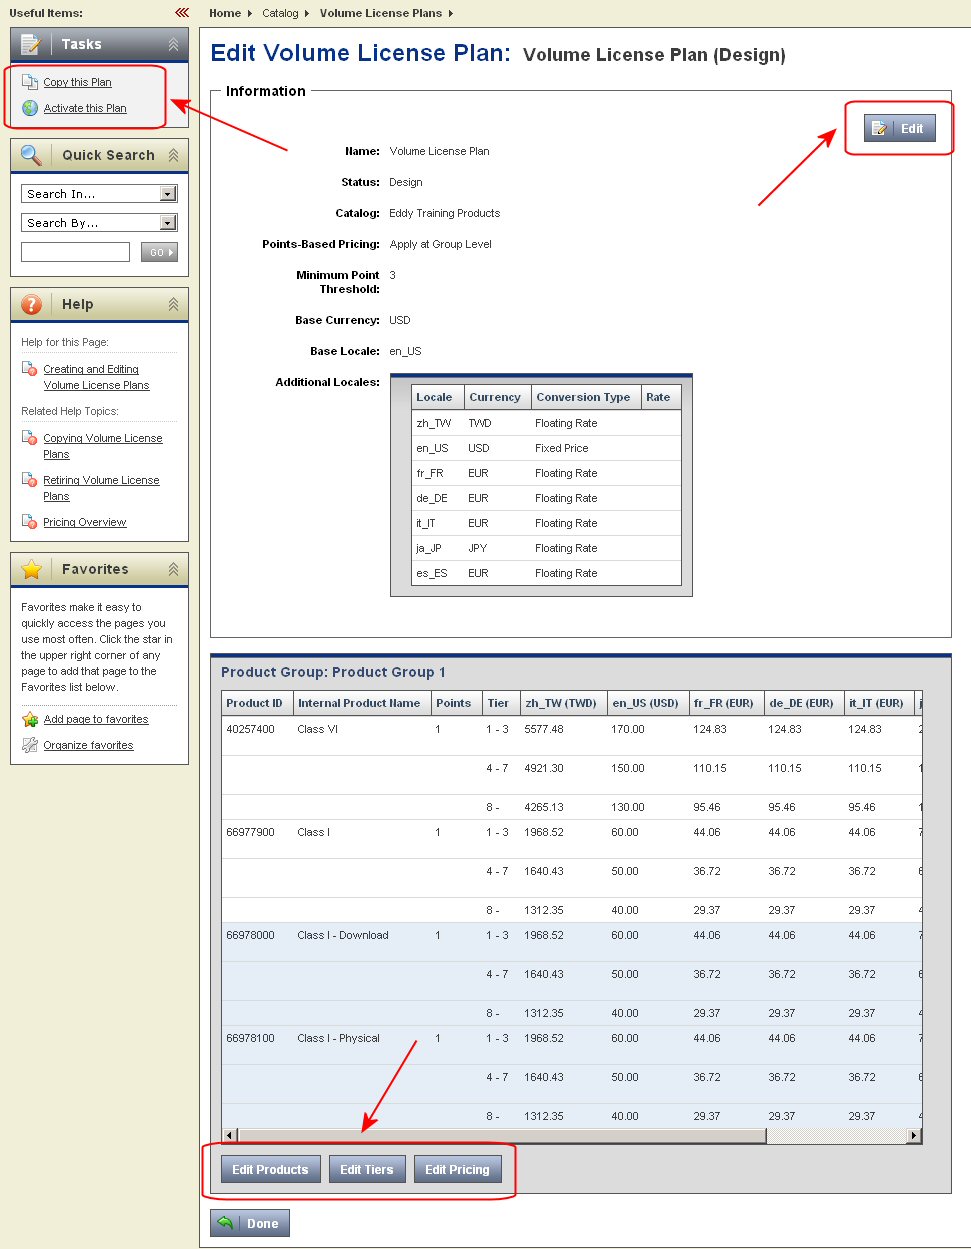 Useful Items:
Home Catalog Volume License Plans
Tasks
Copy this Plan
Activate this Plan
Quick Search
Search In...
Search By...
GO
Help
Help for this Page:
Creating and Editing
Volume License Plans
Related Help Topics:
Copying Volume License
Plans
Retiring Volume License
Plans
Pricing Overview
Favorites
Favorites make it easy to
quickly access the pages you
use most often. Click the star in
the upper right corner of any
page to add that page to the
Favorites list below.
Add page to favorites
Organize favorites
Edit Volume License Plan: Volume License Plan (Design)
Information
Edit
Name: Volume License Plan
Status: Design
Catalog: Eddy Training Products
Points-Based Pricing: Apply at Group Level
Minimum Point 3
Threshold:
Base Currency: USD
Base Locale: en_US
Additional Locales:
Locale Currency Conversion Type Rate
zh_TW TWD Floating Rate
en_US USD Fixed Price
fr_FR EUR Floating Rate
de_DE EUR Floating Rate
it_IT EUR Floating Rate
ja_JP JPY Floating Rate
es_ES EUR Floating Rate
Product Group: Product Group 1
Product ID Internal Product Name Points Tier zh_TW (TWD) en_US (USD) fr_FR (EUR) de_DE (EUR) it_IT (EUR)
40257400 Class VI 1 1 - 3 5577.48 170.00 124.83 124.83 124.83
4 - 7 4921.30 150.00 110.15 110.15 110.15
8 - 4265.13 130.00 95.46 95.46 95.46
66977900 Class I 1 1 - 3 1968.52 60.00 44.06 44.06 44.06
4 - 7 1640.43 50.00 36.72 36.72 36.72
8 - 1312.35 40.00 29.37 29.37 29.37
66978000 Class I - Download 1 1 - 3 1968.52 60.00 44.06 44.06 44.06
4 - 7 1640.43 50.00 36.72 36.72 36.72
8 - 1312.35 40.00 29.37 29.37 29.37
66978100 Class I - Physical 1 1 - 3 1968.52 60.00 44.06 44.06 44.06
4 - 7 1640.43 50.00 36.72 36.72 36.72
8 - 1312.35 40.00 29.37 29.37 29.37
Edit Products Edit Tiers Edit Pricing
Done